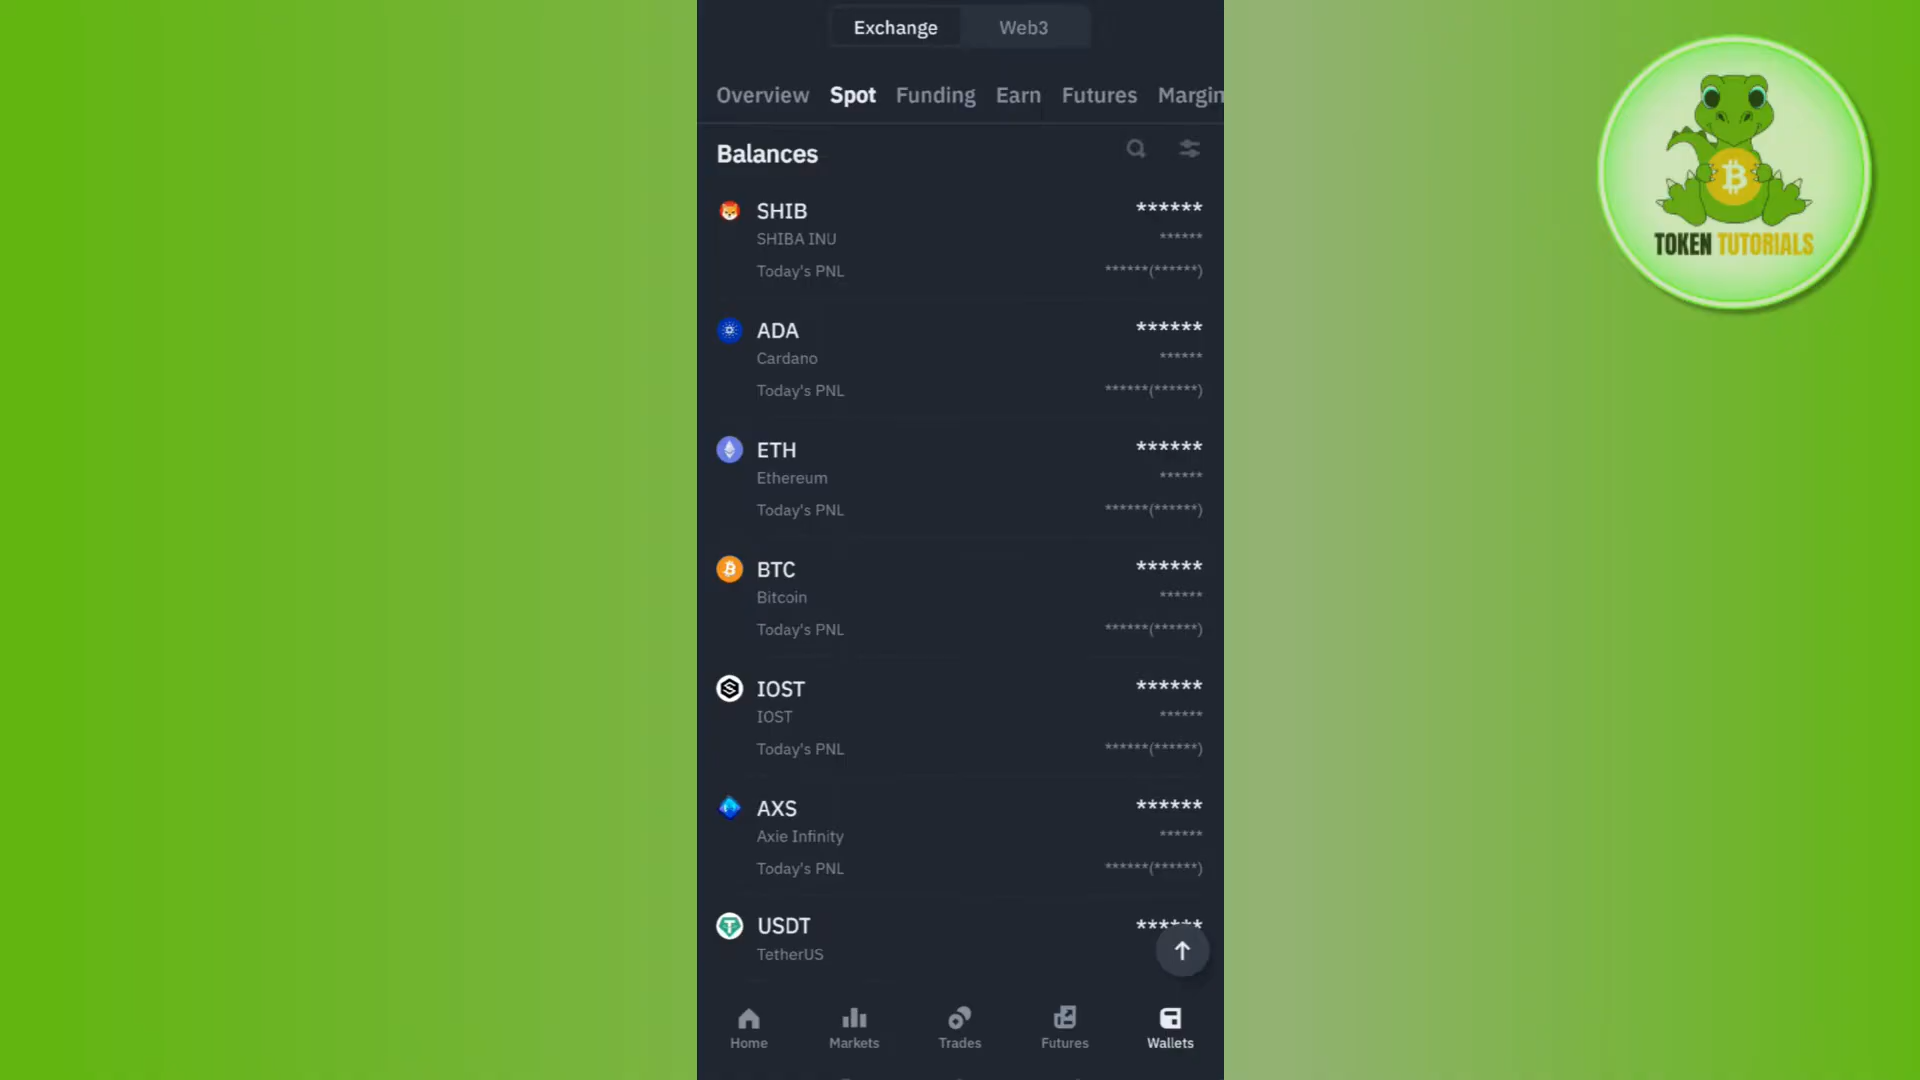 Exchange Web3
Overview Spot Funding Earn Futures Margin
Balances
SHIB ******
SHIBA INU ******
Today's PNL ******(******)
ADA ******
Cardano ******
Today's PNL ******(******)
ETH ******
Ethereum ******
Today's PNL ******(******)
BTC ******
Bitcoin ******
Today's PNL ******(******)
IOST ******
IOST ******
Today's PNL ******(******)
AXS ******
Axie Infinity ******
Today's PNL ******(******)
USDT ******
TetherUS
Home Markets Trades Futures Wallets
TOKEN TUTORIALS